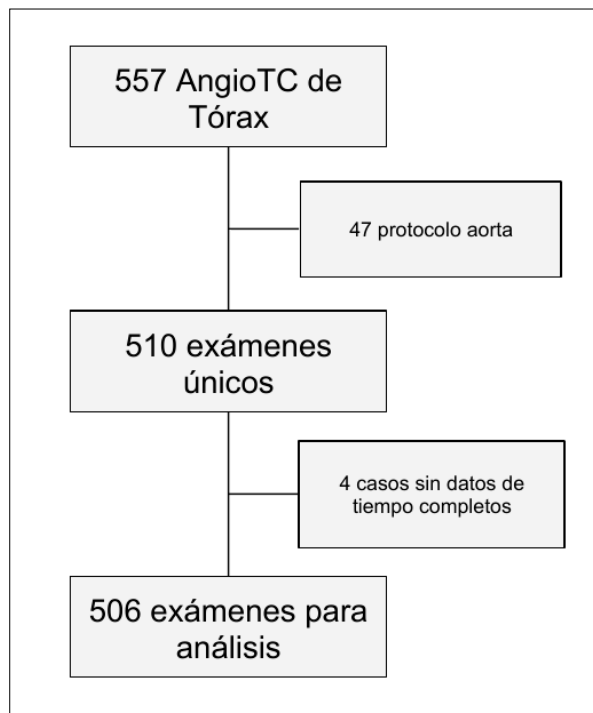 557 AngioTC de
Tórax
47 protocolo aorta
510 exámenes
únicos
4 casos sin datos de
tiempo completos
506 exámenes para
análisis